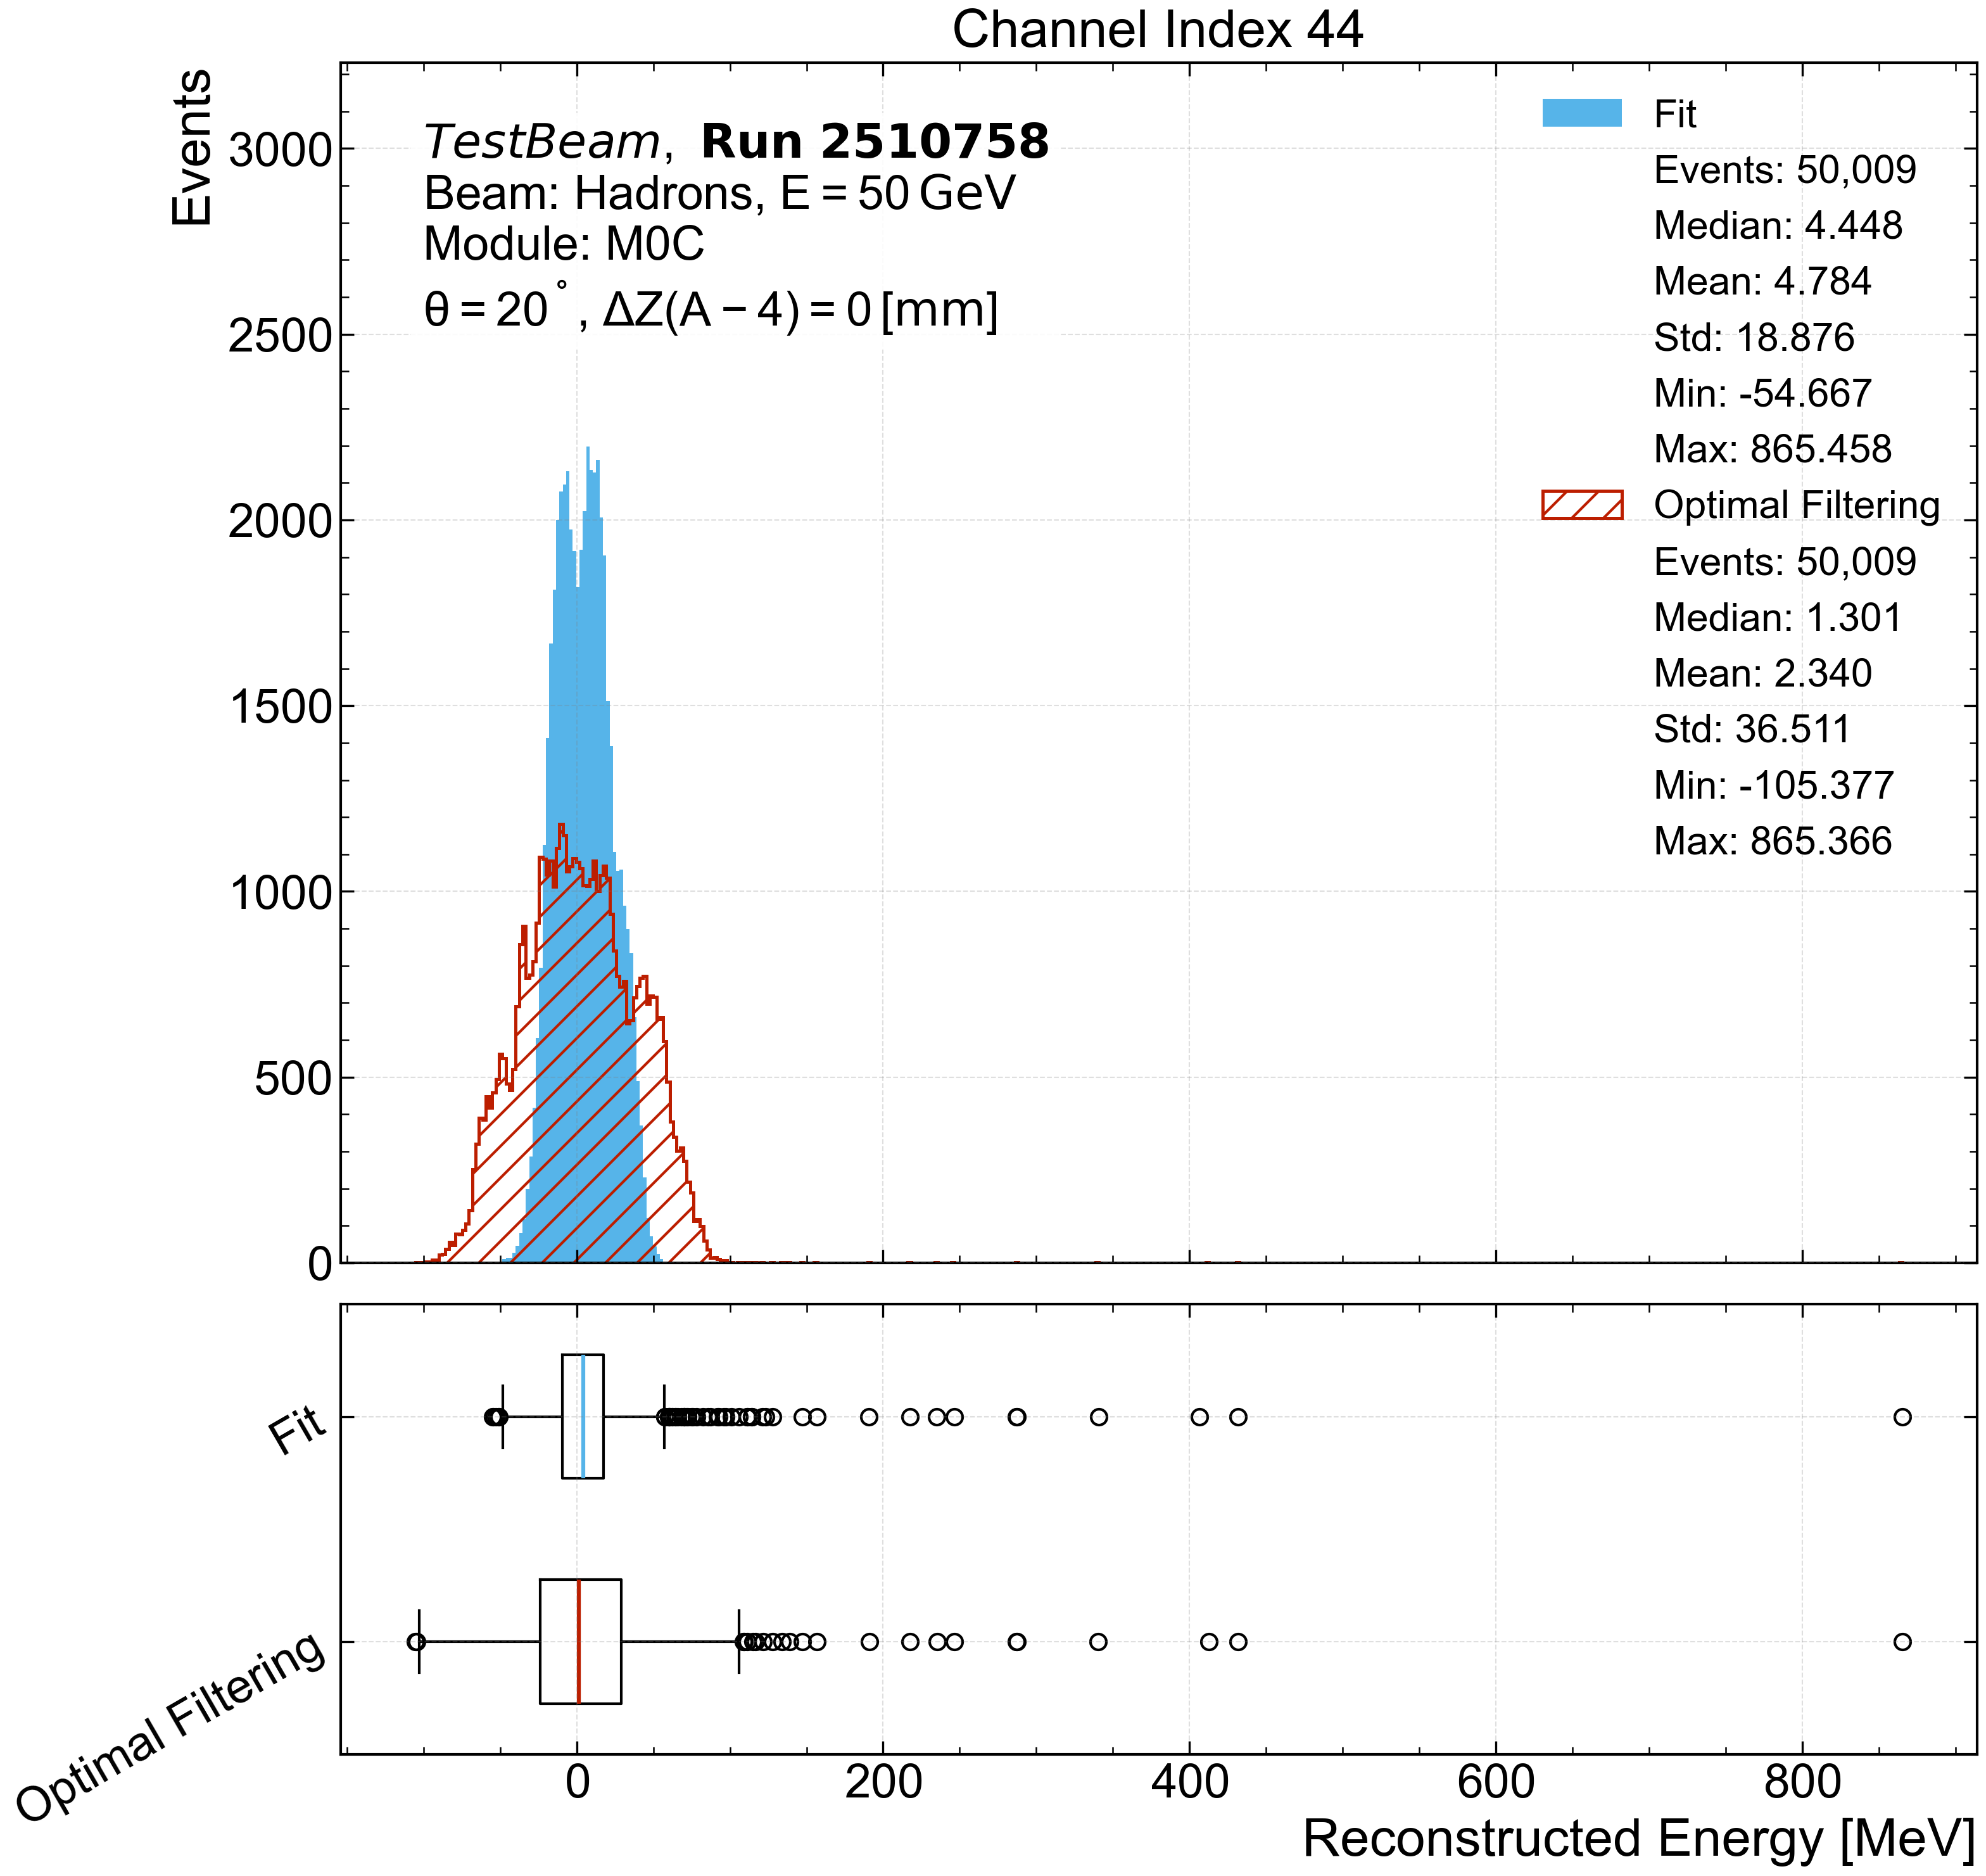 Channel Index 44
Events
3000
2500
2000
1500
1000
500
0
TestBeam, Run 2510758
Beam: Hadrons, E = 50 GeV
Module: M0C
θ = 20°, ΔZ(A − 4) = 0 [mm]
Fit
Events: 50,009
Median: 4.448
Mean: 4.784
Std: 18.876
Min: -54.667
Max: 865.458
Optimal Filtering
Events: 50,009
Median: 1.301
Mean: 2.340
Std: 36.511
Min: -105.377
Max: 865.366
Fit
Optimal Filtering
0 200 400 600 800
Reconstructed Energy [MeV]